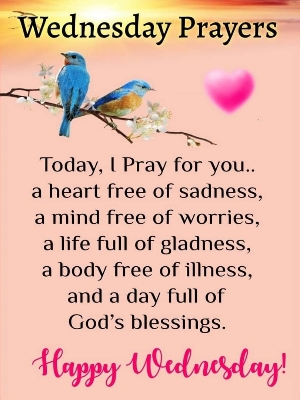 Wednesday Prayers
Today, I Pray for you..
a heart free of sadness,
a mind free of worries,
a life full of gladness,
a body free of illness,
and a day full of
God's blessings.
Happy Wednesday!